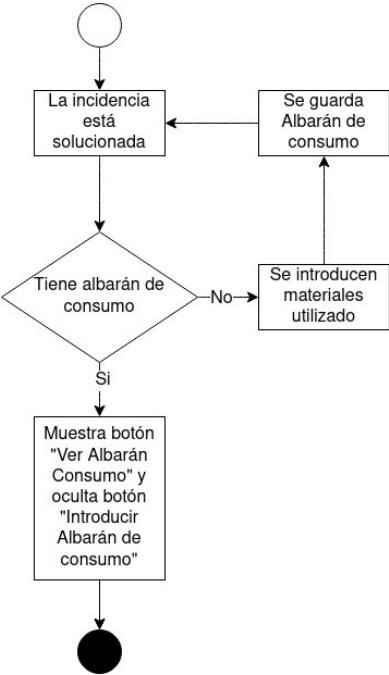 La incidencia
está
solucionada
Se guarda
Albarán de
consumo
Tiene albarán de
consumo
No
Se introducen
materiales
utilizado
Si
Muestra botón
"Ver Albarán
Consumo" y
oculta botón
"Introducir
Albarán de
consumo"